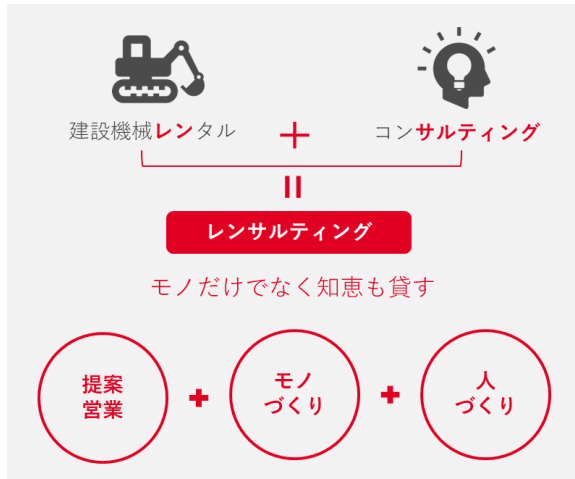 建設機械レンタル + コンサルティング
=
レンサルティング
モノだけでなく知恵も貸す
提案
営業
+
モノ
づくり
+
人
づくり